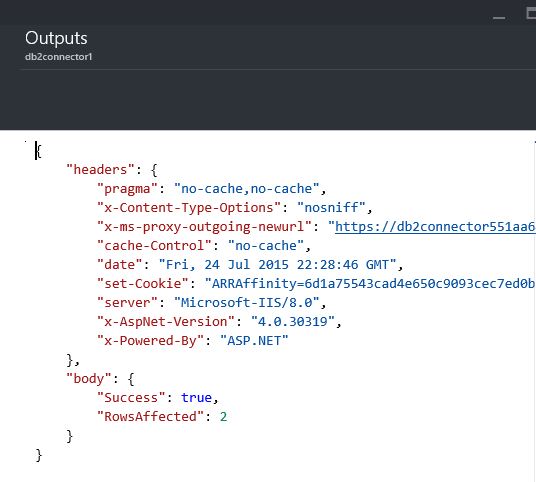 Outputs
db2connector1
{
"headers": {
"pragma": "no-cache,no-cache",
"x-Content-Type-Options": "nosniff",
"x-ms-proxy-outgoing-newurl": "https://db2connector551aa6
"cache-Control": "no-cache",
"date": "Fri, 24 Jul 2015 22:28:46 GMT",
"set-Cookie": "ARRAffinity=6d1a75543cad4e650c9093cec7ed0b
"server": "Microsoft-IIS/8.0",
"x-AspNet-Version": "4.0.30319",
"x-Powered-By": "ASP.NET"
},
"body": {
"Success": true,
"RowsAffected": 2
}
}